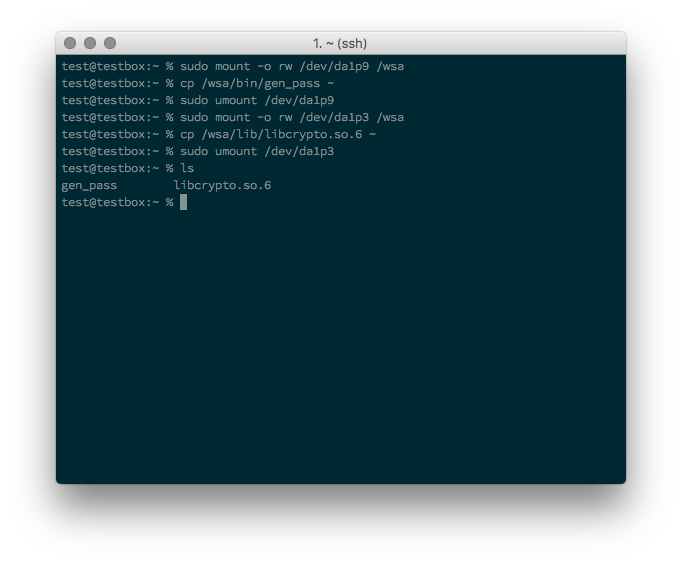 1. ~ (ssh)
test@testbox:~ % sudo mount -o rw /dev/da1p9 /wsa
test@testbox:~ % cp /wsa/bin/gen_pass ~
test@testbox:~ % sudo umount /dev/da1p9
test@testbox:~ % sudo mount -o rw /dev/da1p3 /wsa
test@testbox:~ % cp /wsa/lib/libcrypto.so.6 ~
test@testbox:~ % sudo umount /dev/da1p3
test@testbox:~ % ls
gen_pass        libcrypto.so.6
test@testbox:~ %